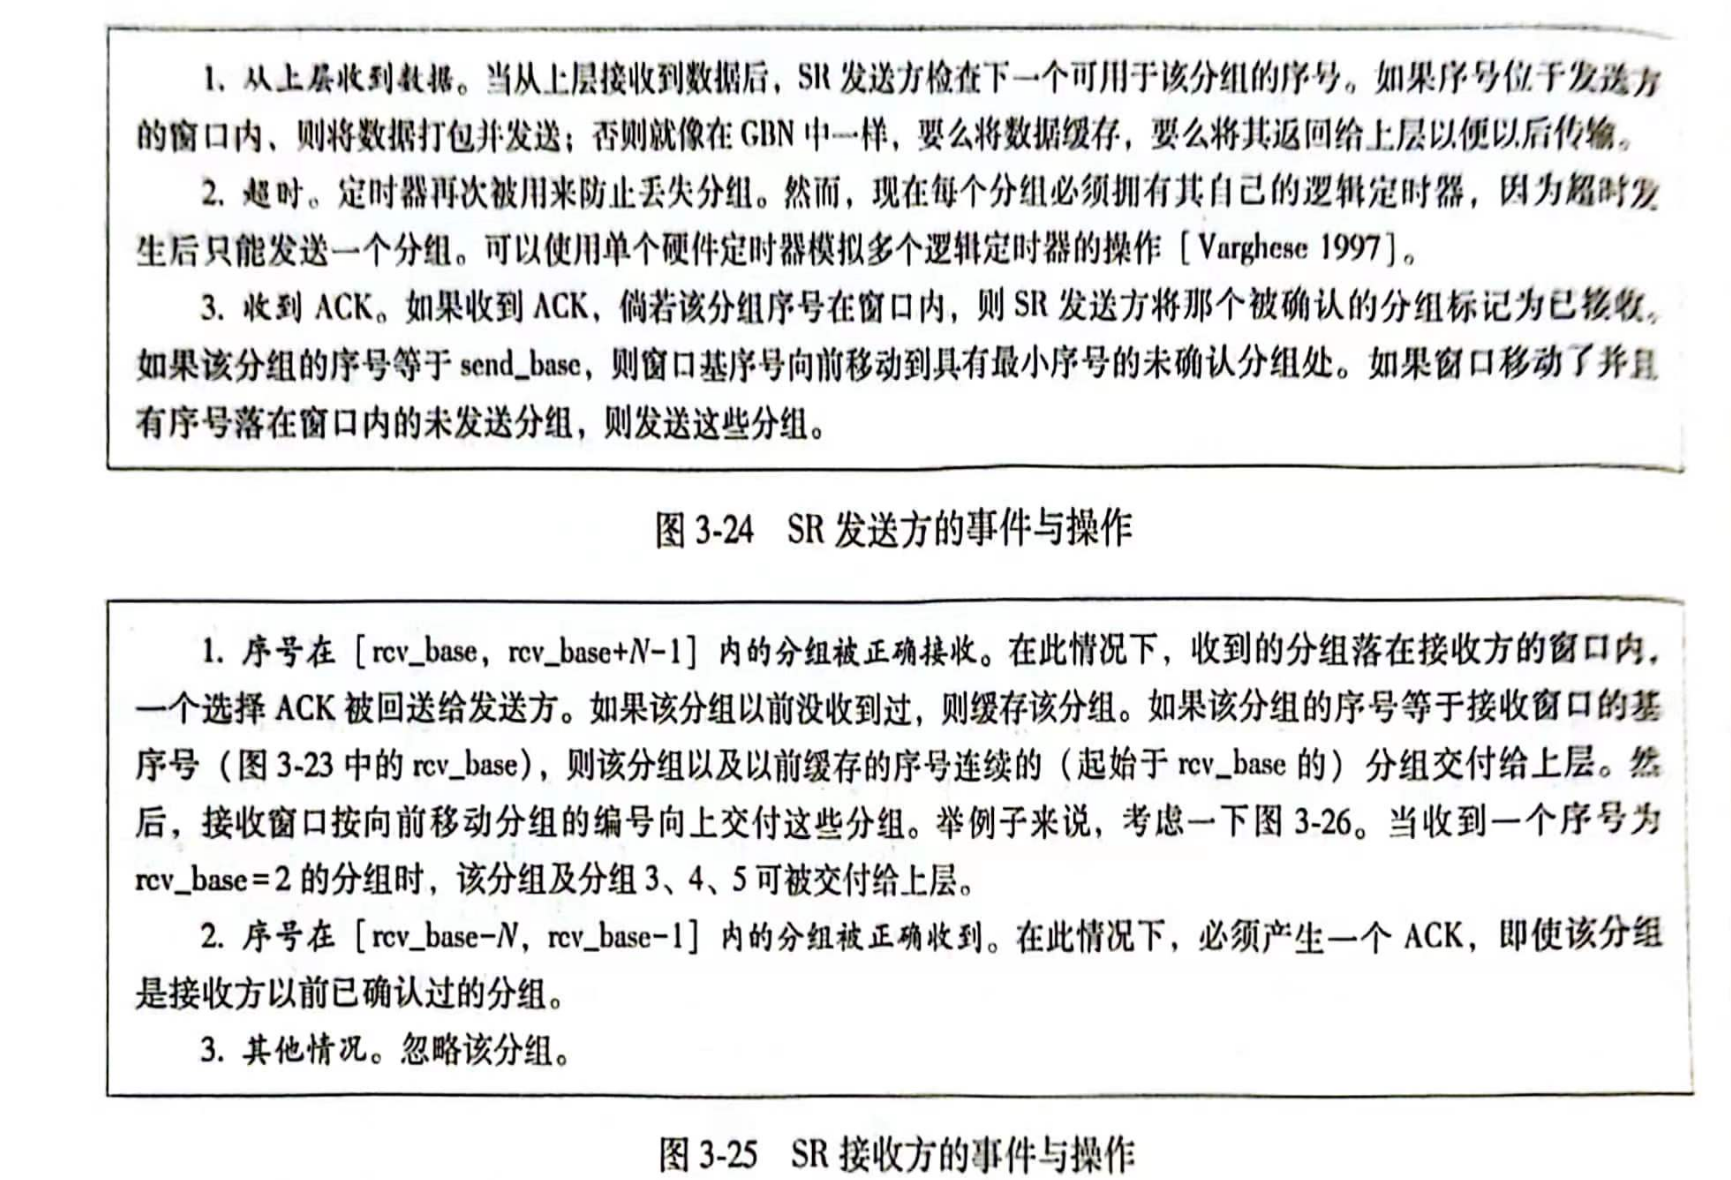 1. 从上层收到数据。当从上层接收到数据后，SR 发送方检查下一个可用于该分组的序号。如果序号位于发送方
的窗口内、则将数据打包并发送；否则就像在 GBN 中一样，要么将数据缓存，要么将其返回给上层以便以后传输。
2. 超时。定时器再次被用来防止丢失分组。然而，现在每个分组必须拥有其自己的逻辑定时器，因为超时发
生后只能发送一个分组。可以使用单个硬件定时器模拟多个逻辑定时器的操作［Varghese 1997］。
3. 收到 ACK。如果收到 ACK，倘若该分组序号在窗口内，则 SR 发送方将那个被确认的分组标记为已接收。
如果该分组的序号等于 send_base，则窗口基序号向前移动到具有最小序号的未确认分组处。如果窗口移动了并且
有序号落在窗口内的未发送分组，则发送这些分组。
图 3-24 SR 发送方的事件与操作
1. 序号在［rcv_base，rcv_base+N-1］内的分组被正确接收。在此情况下，收到的分组落在接收方的窗口内，
一个选择 ACK 被回送给发送方。如果该分组以前没收到过，则缓存该分组。如果该分组的序号等于接收窗口的基
序号（图 3-23 中的 rcv_base），则该分组以及以前缓存的序号连续的（起始于 rcv_base 的）分组交付给上层。然
后，接收窗口按向前移动分组的编号向上交付这些分组。举例子来说，考虑一下图 3-26。当收到一个序号为
rcv_base=2 的分组时，该分组及分组 3、4、5 可被交付给上层。
2. 序号在［rcv_base-N，rcv_base-1］内的分组被正确收到。在此情况下，必须产生一个 ACK，即使该分组
是接收方以前已确认过的分组。
3. 其他情况。忽略该分组。
图 3-25 SR 接收方的事件与操作